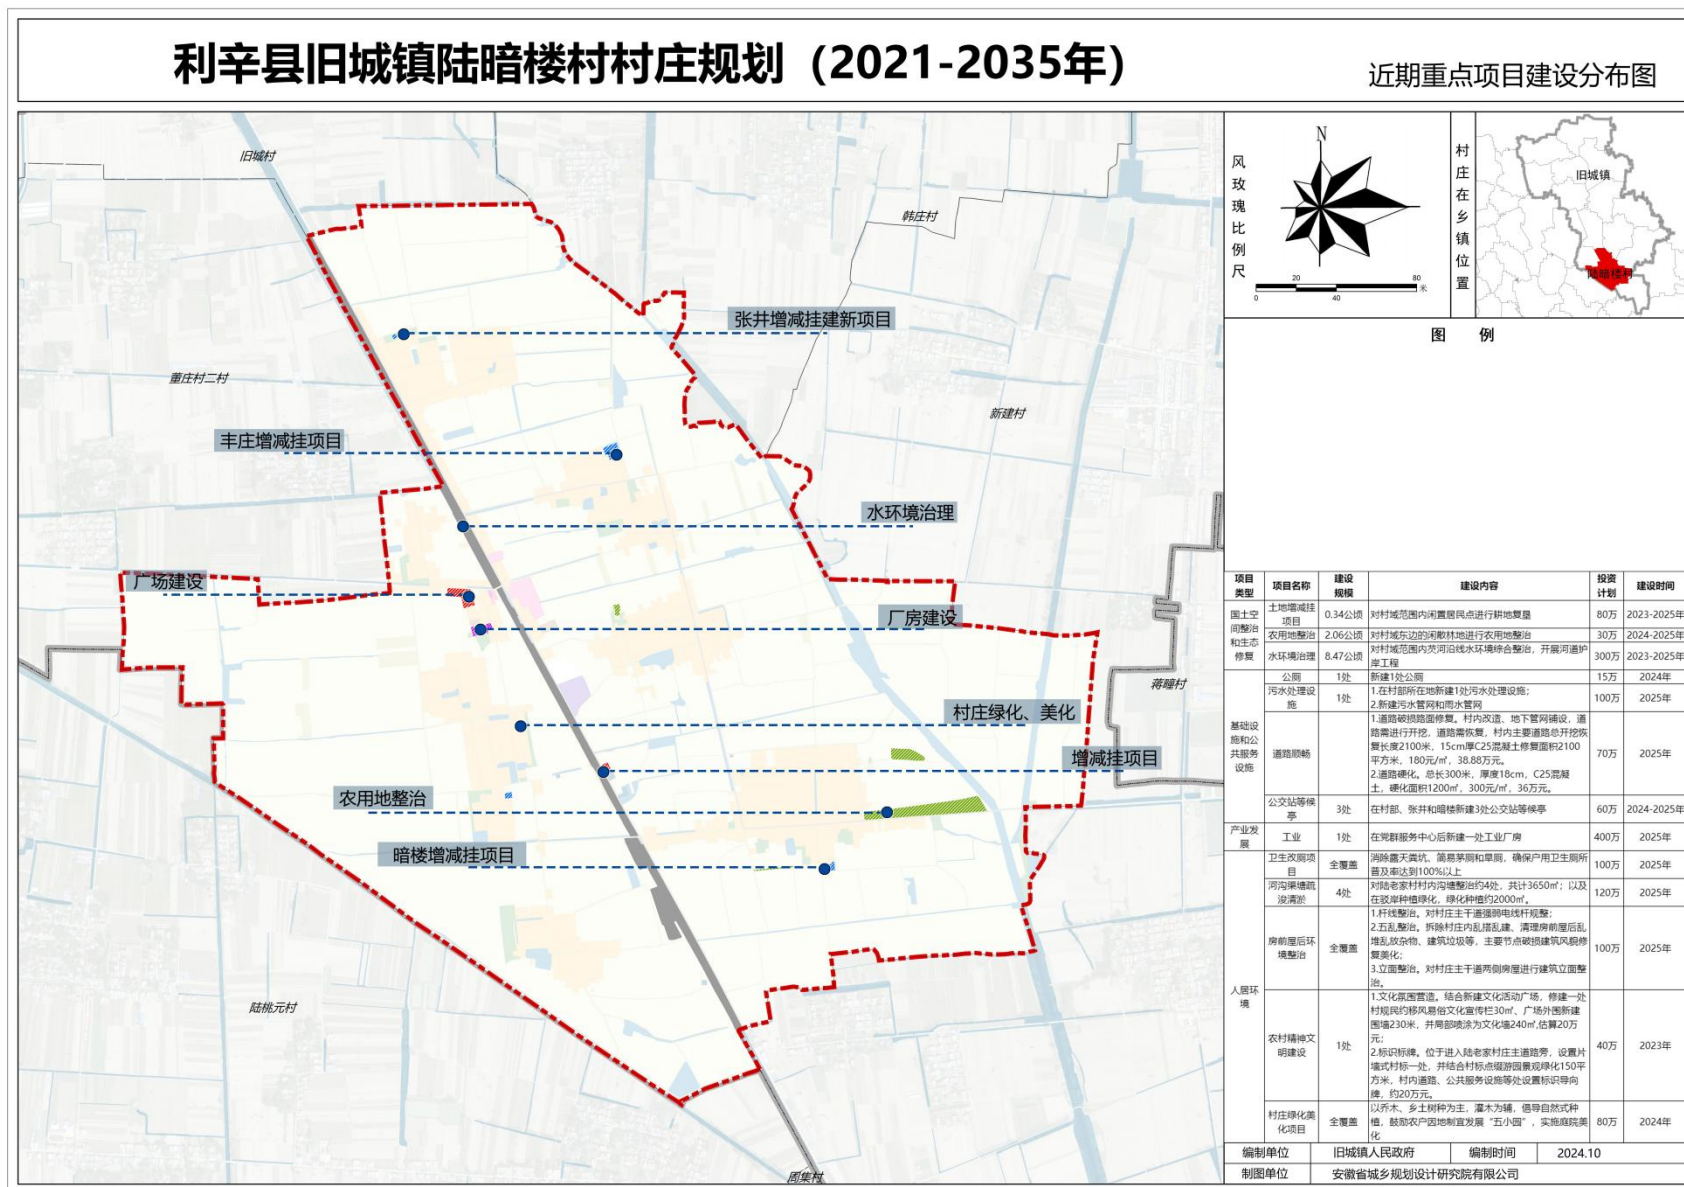 利辛县旧城镇陆暗楼村村庄规划（2021-2035年）
近期重点项目建设分布图
旧城村
韩庄村
董庄村二村
新建村
蒋疃村
陆桃元村
周集村
张井增减挂建新项目
丰庄增减挂项目
水环境治理
广场建设
厂房建设
村庄绿化、美化
增减挂项目
农用地整治
暗楼增减挂项目
风玫瑰比例尺
N
20 80
0 40 米
村庄在乡镇位置
旧城镇
陆暗楼村
图 例
项目类型 项目名称 建设规模 建设内容 投资计划 建设时间
国土空间整治和生态修复
土地增减挂项目 0.34公顷 对村域范围内闲置居民点进行耕地复垦 80万 2023-2025年
农用地整治 2.06公顷 对村域东边的闲散林地进行农用地整治 30万 2024-2025年
水环境治理 8.47公顷 对村域范围内茨河沿线水环境综合整治，开展河道护岸工程 300万 2023-2025年
基础设施和公共服务设施
公厕 1处 新建1处公厕 15万 2024年
污水处理设施 1处 1.在村部所在地新建1处污水处理设施；
2.新建污水管网和雨水管网 100万 2025年
道路顺畅 1.道路破损路面修复。村内改造、地下管网铺设，道
路需进行开挖，道路需恢复，村内主要道路总开挖恢
复长度2100米，15cm厚C25混凝土修复面积2100
平方米，180元/㎡，38.88万元。
2.道路硬化。总长300米，厚度18cm，C25混凝
土，硬化面积1200㎡，300元/㎡，36万元。 70万 2025年
公交站等候亭 3处 在村部、张井和暗楼新建3处公交站等候亭 60万 2024-2025年
产业发展
工业 1处 在党群服务中心后新建一处工业厂房 400万 2025年
人居环境
卫生改厕项目 全覆盖 消除露天粪坑、简易茅厕和旱厕，确保户用卫生厕所
普及率达到100%以上 100万 2025年
河沟渠塘疏浚清淤 4处 对陆老家村村内沟塘整治约4处，共计3650㎡；以及
在驳岸种植绿化，绿化种植约2000㎡。 120万 2025年
房前屋后环境整治 全覆盖 1.杆线整治。对村庄主干道强弱电线杆规整；
2.五乱整治。拆除村庄内乱搭乱建、清理房前屋后乱
堆乱放杂物、建筑垃圾等，主要节点破损建筑风貌修
复美化；
3.立面整治。对村庄主干道两侧房屋进行建筑立面整
治。 100万 2025年
农村精神文明建设 1处 1.文化氛围营造。结合新建文化活动广场，修建一处
村规民约移风易俗文化宣传栏30㎡、广场外围新建
围墙230米，并局部喷涂为文化墙240㎡,估算20万
元；
2.标识标牌。位于进入陆老家村庄主道路旁，设置片
墙式村标一处，并结合村标点缀游园景观绿化150平
方米，村内道路、公共服务设施等处设置标识导向
牌，约20万元。 40万 2023年
村庄绿化美化项目 全覆盖 以乔木、乡土树种为主，灌木为辅，倡导自然式种
植，鼓励农户因地制宜发展“五小园”，实施庭院美
化 80万 2024年
编制单位 旧城镇人民政府 编制时间 2024.10
制图单位 安徽省城乡规划设计研究院有限公司